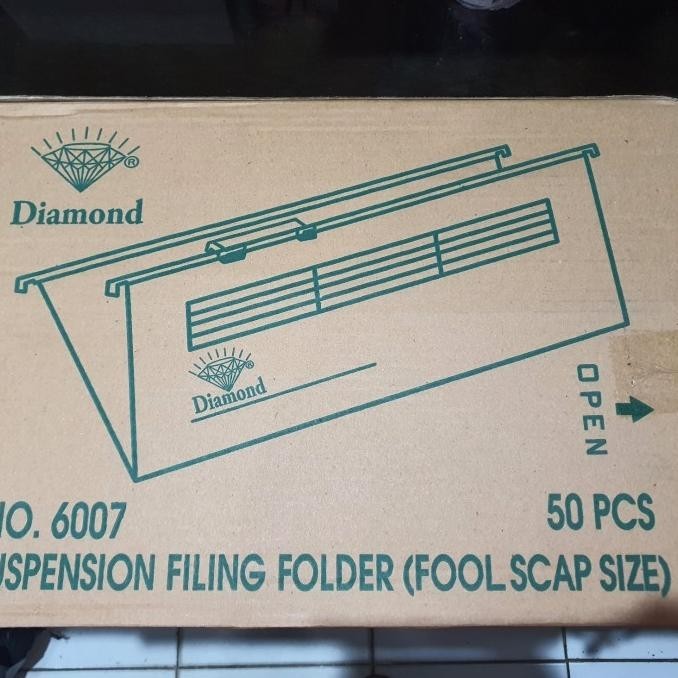 ®
Diamond
®
Diamond
OPEN
NO. 6007
50 PCS
SUSPENSION FILING FOLDER (FOOL SCAP SIZE)